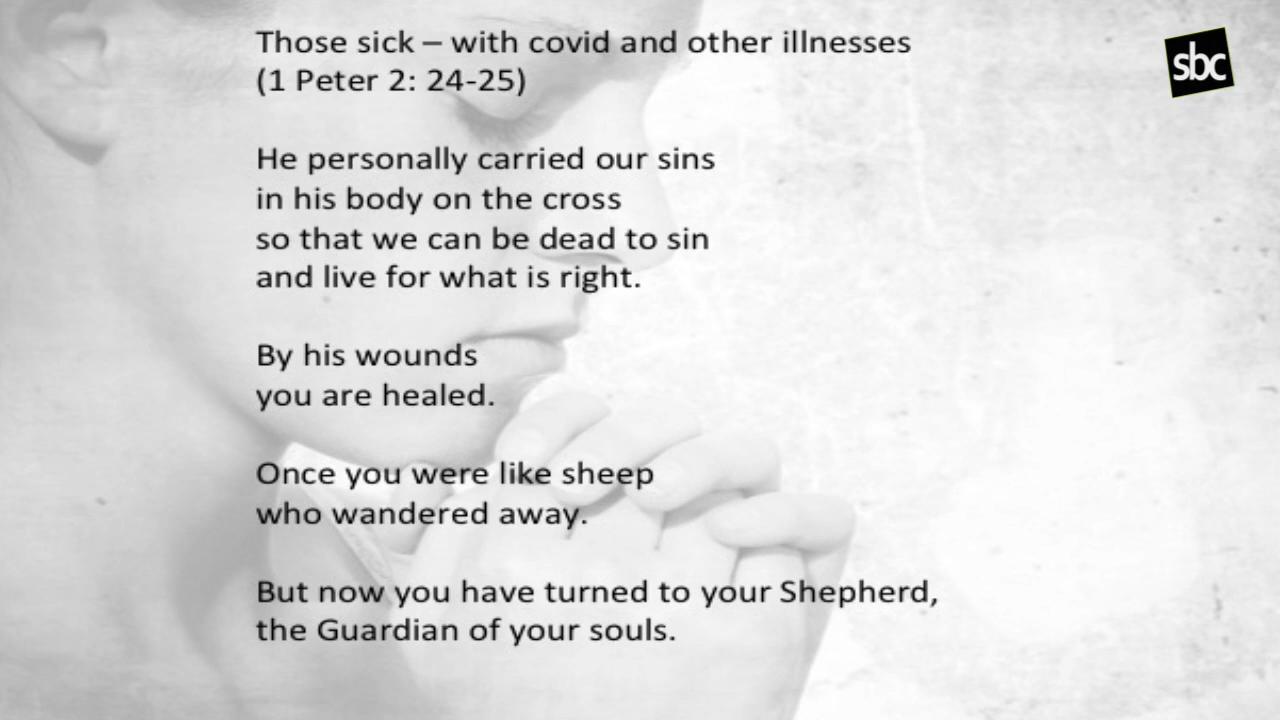 Those sick – with covid and other illnesses
(1 Peter 2: 24-25)
He personally carried our sins
in his body on the cross
so that we can be dead to sin
and live for what is right.
By his wounds
you are healed.
Once you were like sheep
who wandered away.
But now you have turned to your Shepherd,
the Guardian of your souls.
sbc